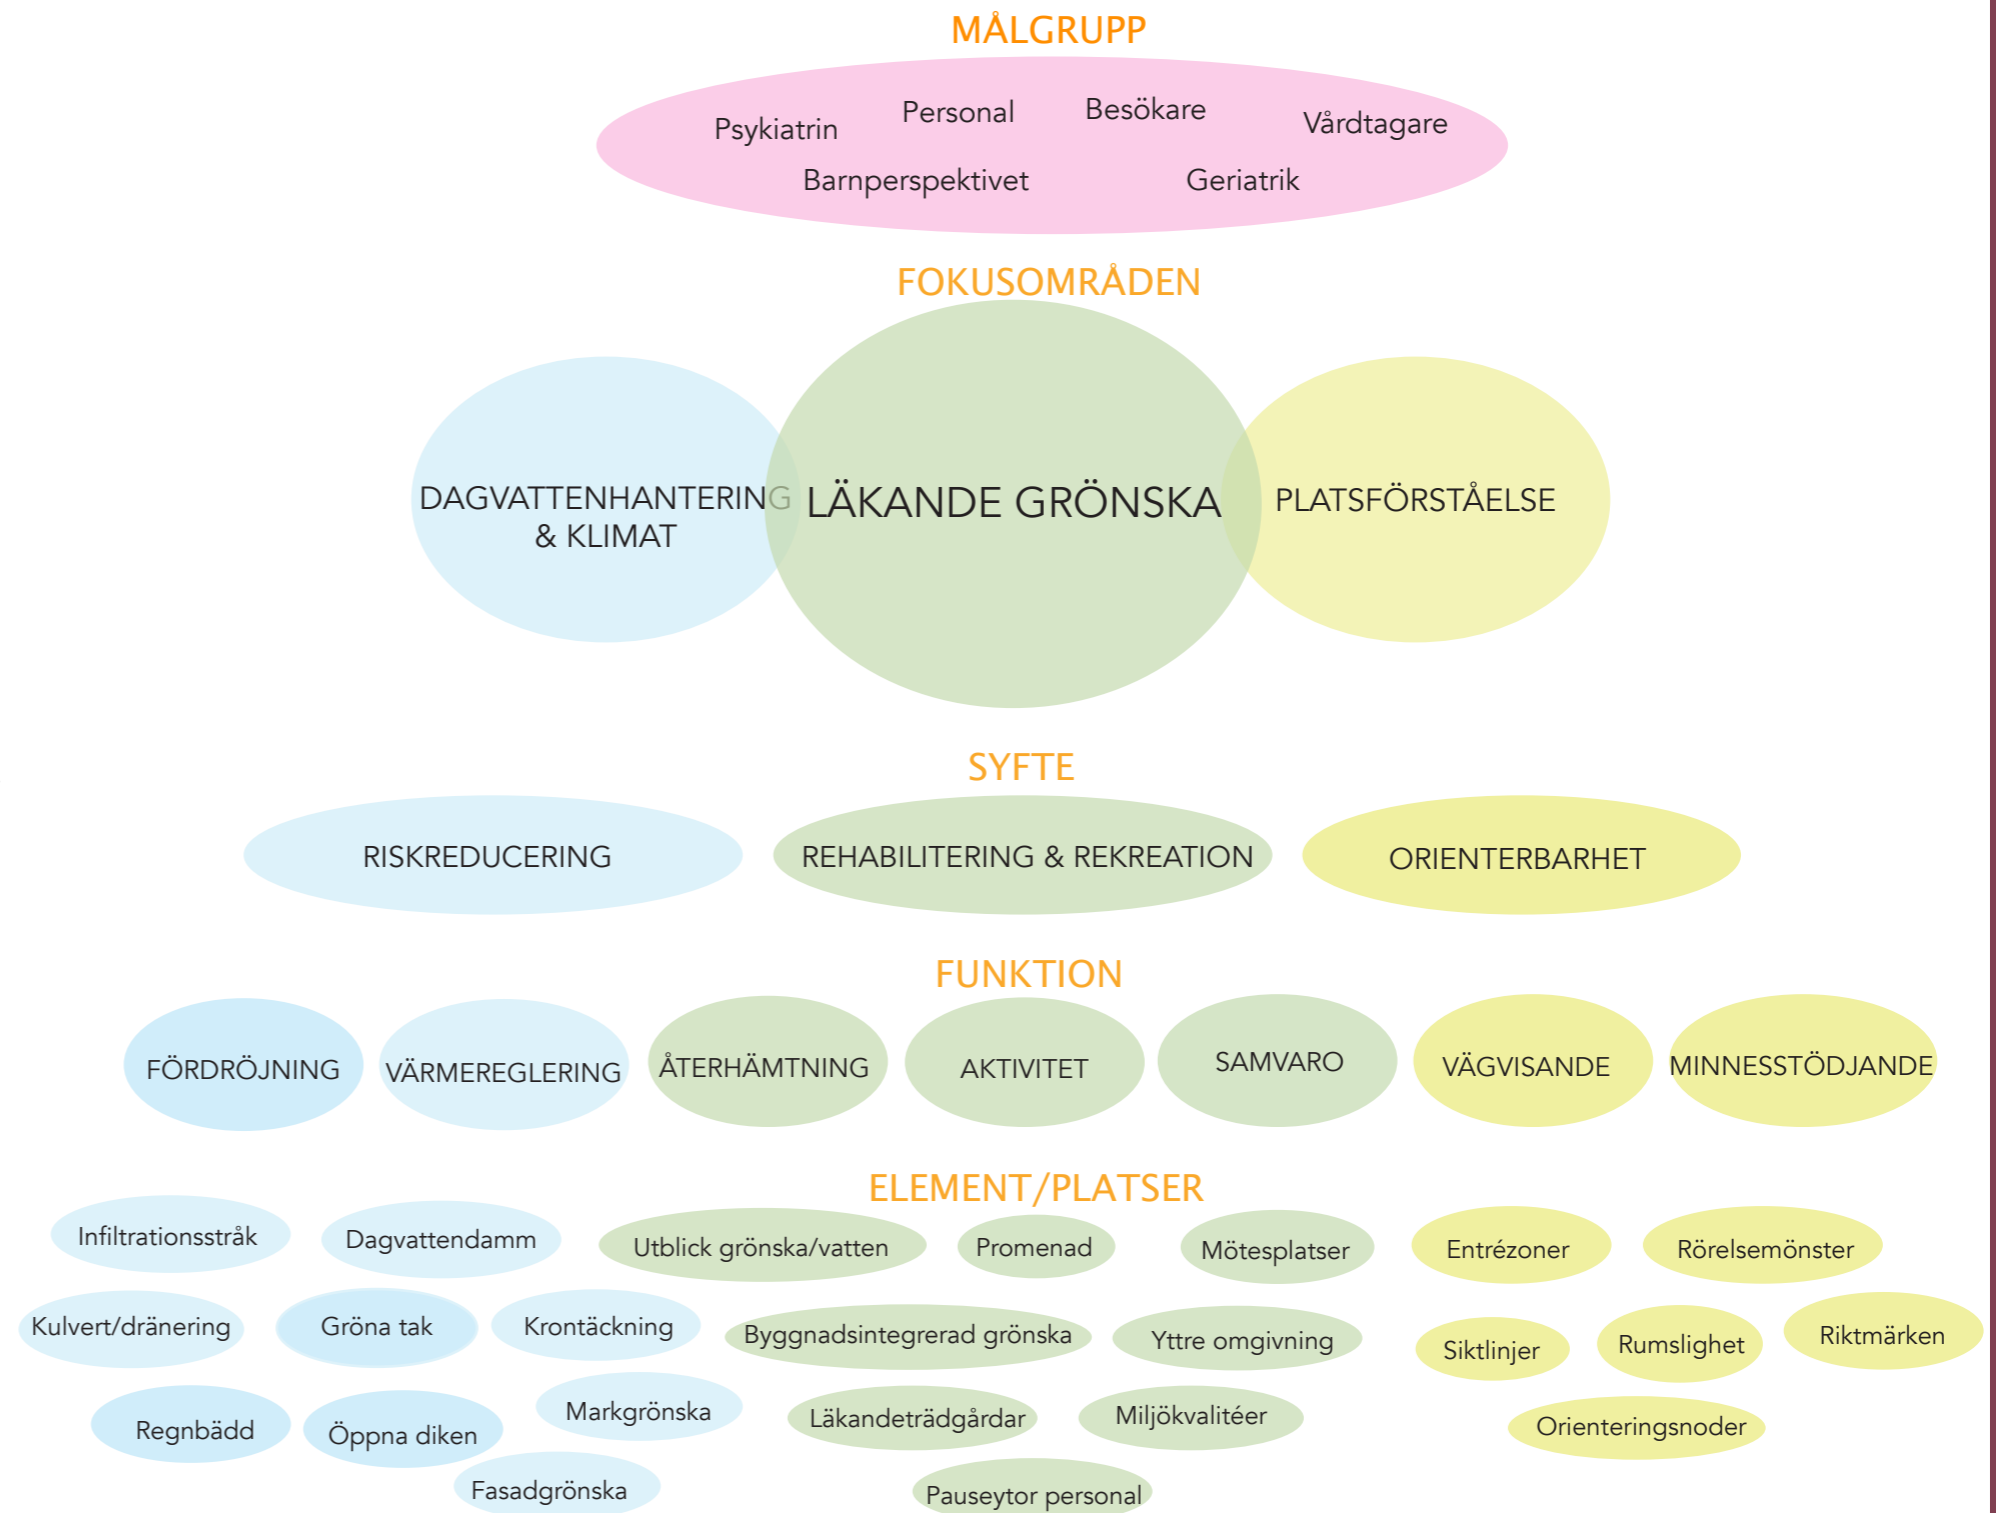 MÅLGRUPP
Psykiatrin
Personal
Besökare
Vårdtagare
Barnperspektivet
Geriatrik
FOKUSOMRÅDEN
DAGVATTENHANTERING
& KLIMAT
LÄKANDE GRÖNSKA
PLATSFÖRSTÅELSE
SYFTE
RISKREDUCERING
REHABILITERING & REKREATION
ORIENTERBARHET
FUNKTION
FÖRDRÖJNING
VÄRMEREGLERING
ÅTERHÄMTNING
AKTIVITET
SAMVARO
VÄGVISANDE
MINNESSTÖDJANDE
ELEMENT/PLATSER
Infiltrationsstråk
Dagvattendamm
Utblick grönska/vatten
Promenad
Mötesplatser
Entrézoner
Rörelsemönster
Kulvert/dränering
Gröna tak
Krontäckning
Byggnadsintegrerad grönska
Yttre omgivning
Siktlinjer
Rumslighet
Riktmärken
Regnbädd
Öppna diken
Markgrönska
Läkandeträdgårdar
Miljökvalitéer
Orienteringsnoder
Fasadgrönska
Pauseytor personal